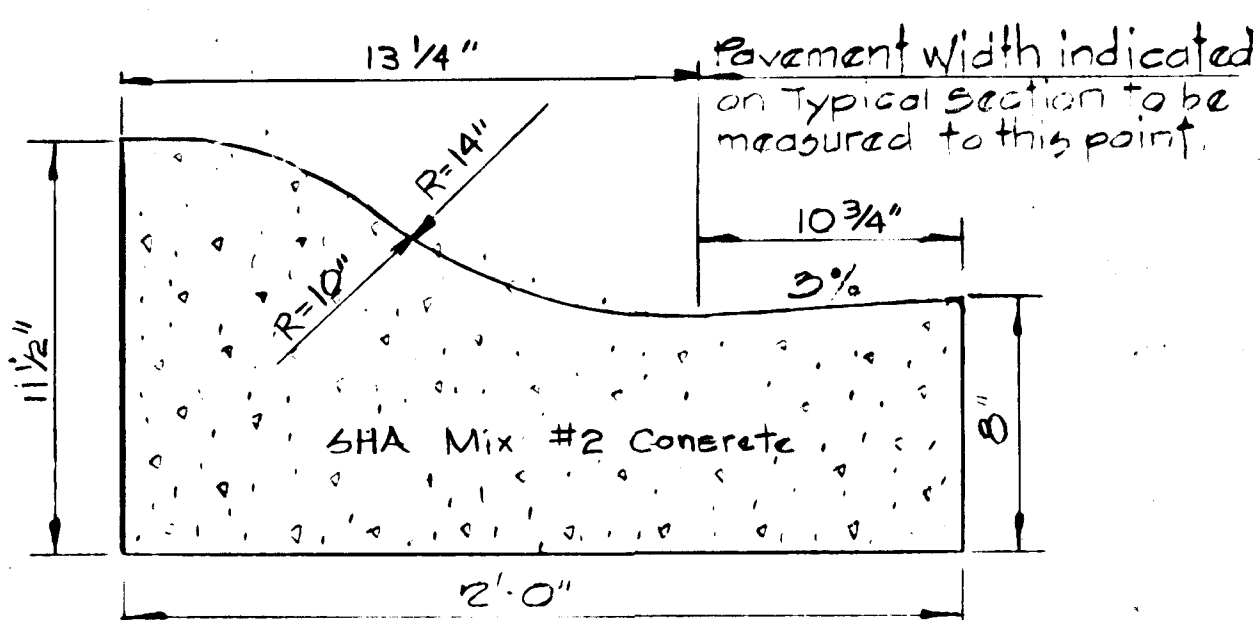 13 1/4"
Pavement Width indicated
on Typical Section to be
measured to this point.
R=14"
10 3/4"
R=10"
3%
11 1/2"
8"
SHA Mix #2 Concrete
2'-0"